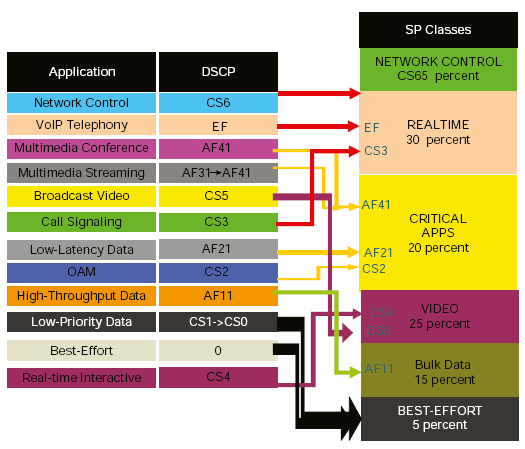 SP Classes
Application DSCP
NETWORK CONTROL
CS65 percent
Network Control CS6
VoIP Telephony EF
Multimedia Conference AF41
Multimedia Streaming AF31→AF41
Broadcast Video CS5
Call Signaling CS3
Low-Latency Data AF21
OAM CS2
High-Throughput Data AF11
Low-Priority Data CS1->CS0
Best-Effort 0
Real-time Interactive CS4
EF
CS3
REALTIME
30 percent
AF41
AF21
CS2
CRITICAL
APPS
20 percent
CS4
VIDEO
25 percent
AF11
Bulk Data
15 percent
BEST-EFFORT
5 percent